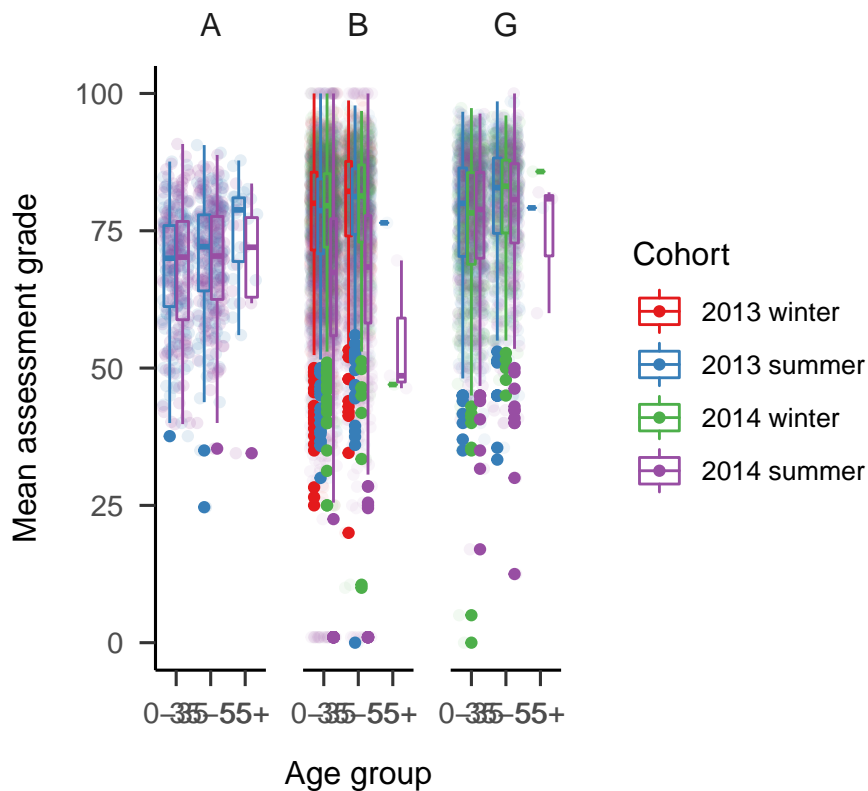 A B G
100
75
50
25
0
Mean assessment grade
Age group
Cohort
2013 winter
2013 summer
2014 winter
2014 summer